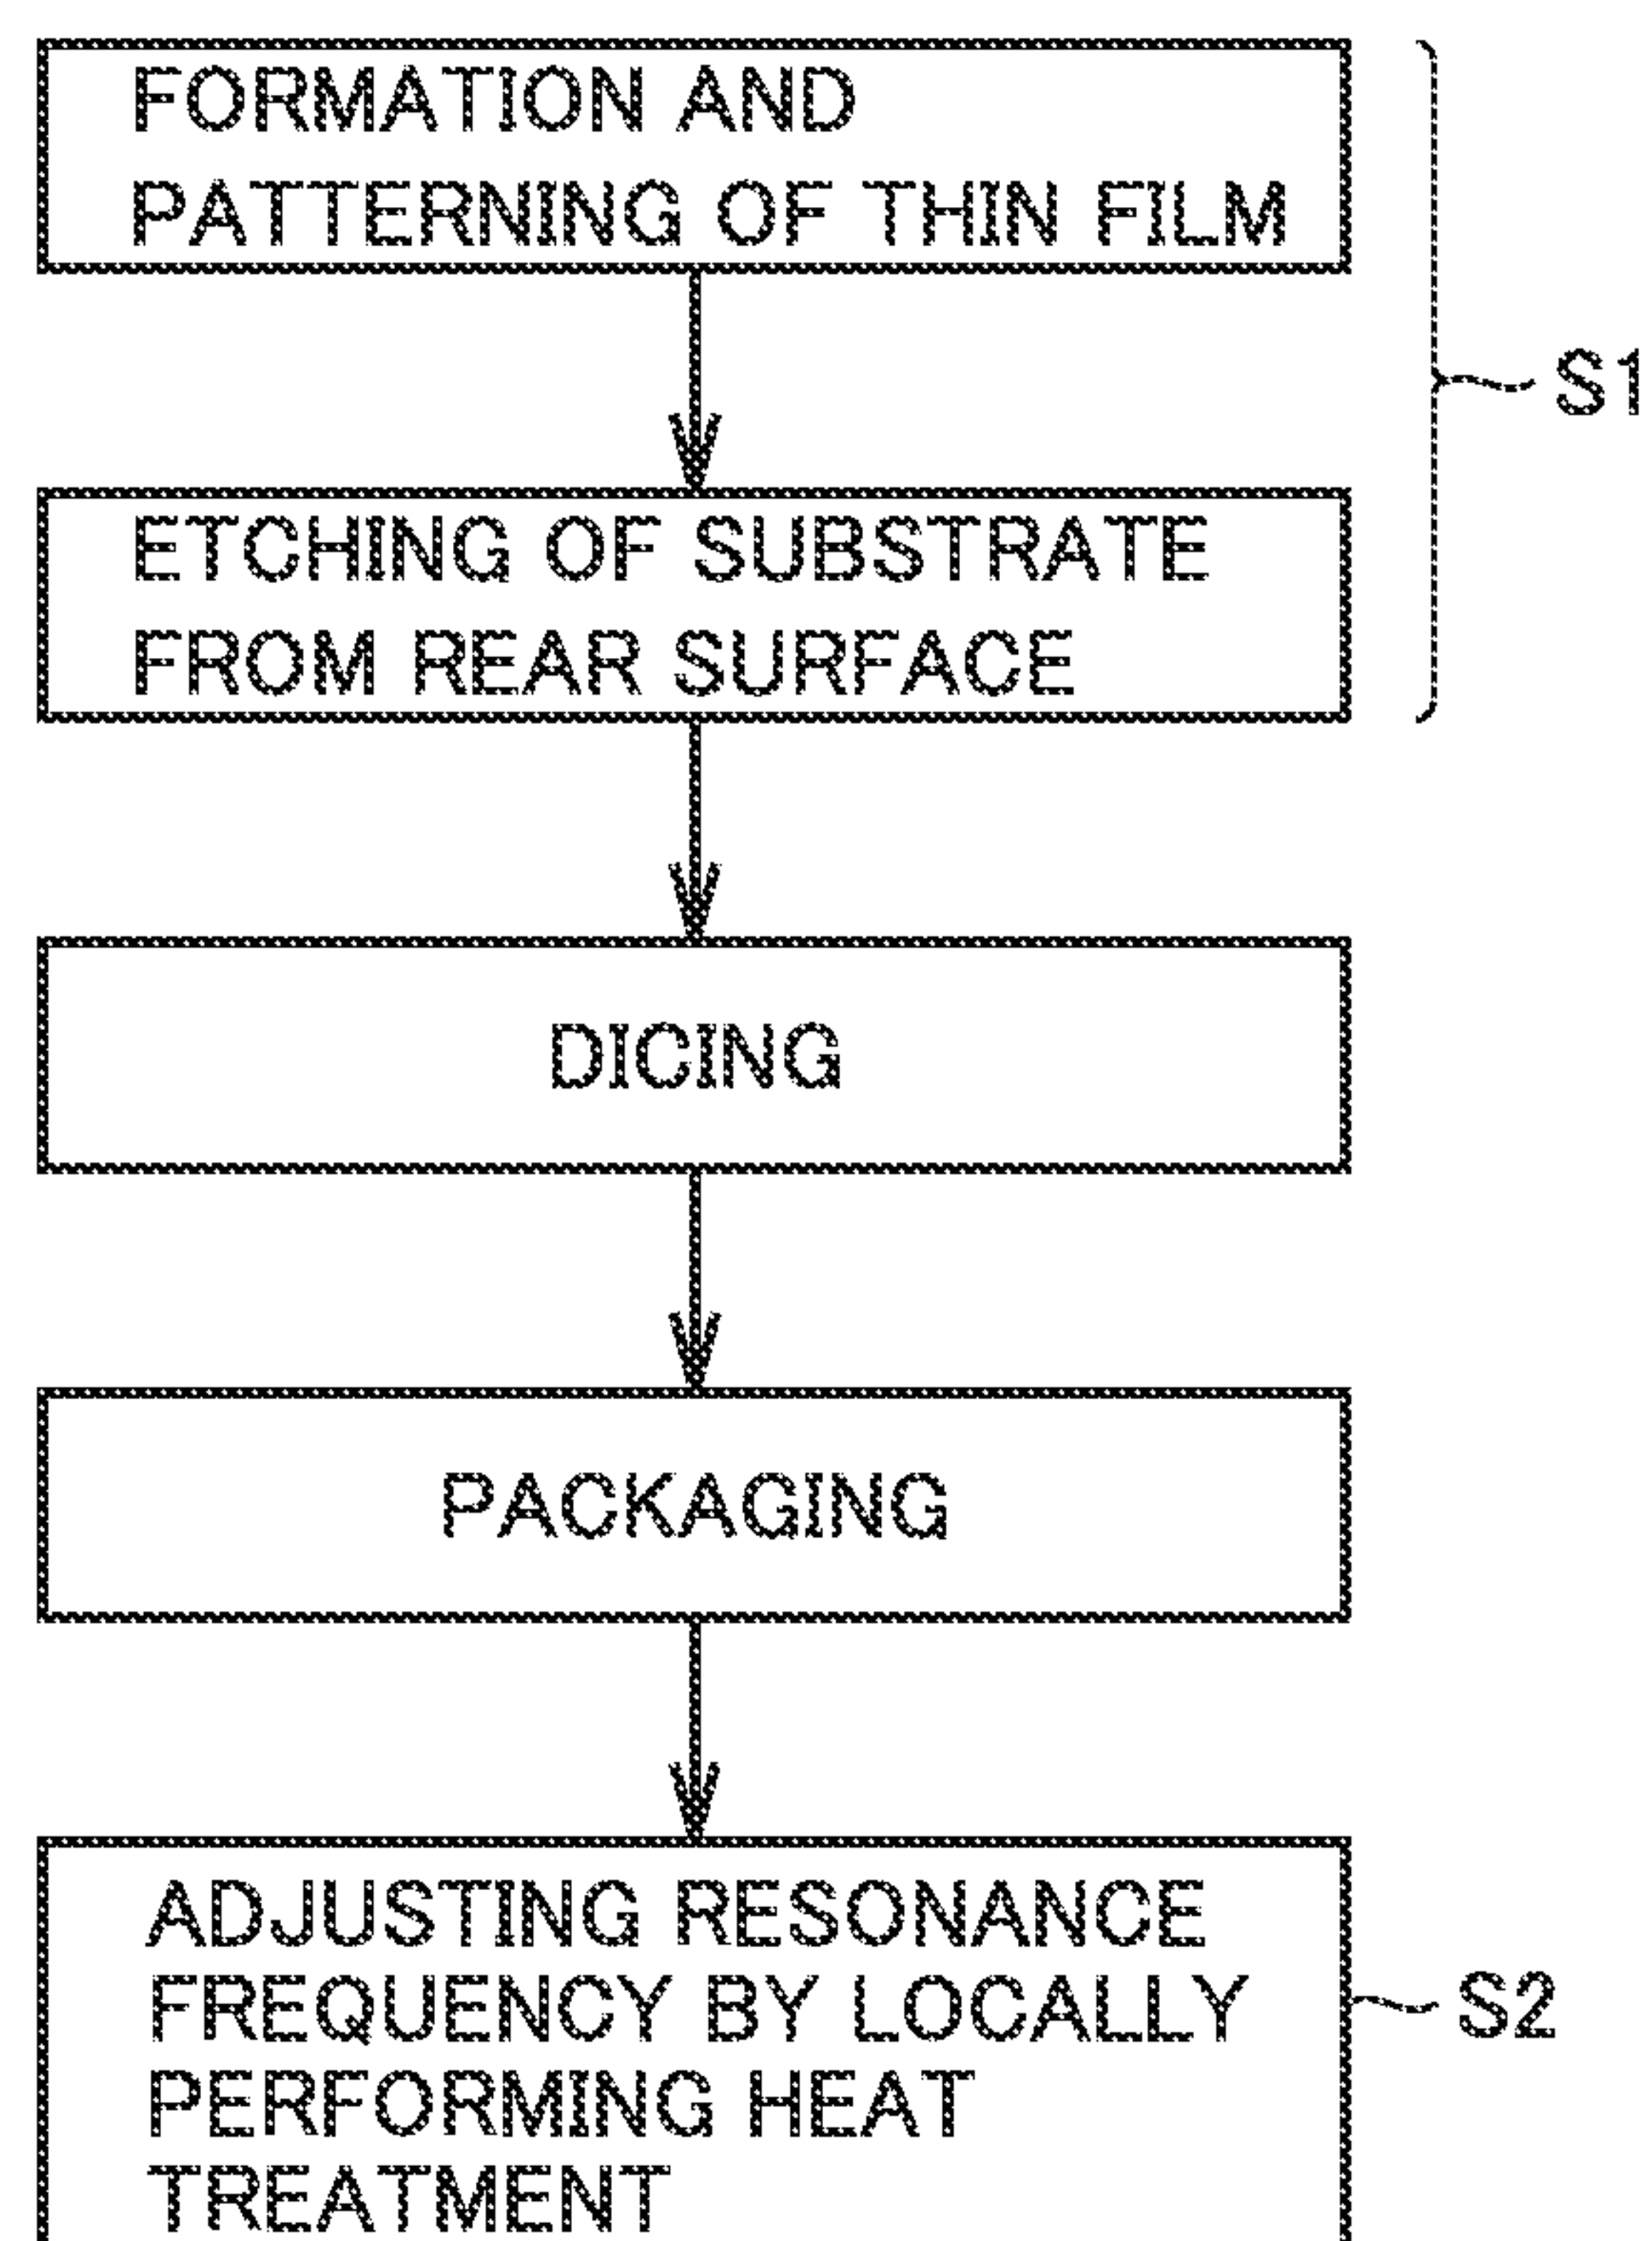 FORMATION AND
PATTERNING OF THIN FILM
S1
ETCHING OF SUBSTRATE
FROM REAR SURFACE
DICING
PACKAGING
ADJUSTING RESONANCE
FREQUENCY BY LOCALLY
PERFORMING HEAT
TREATMENT
S2